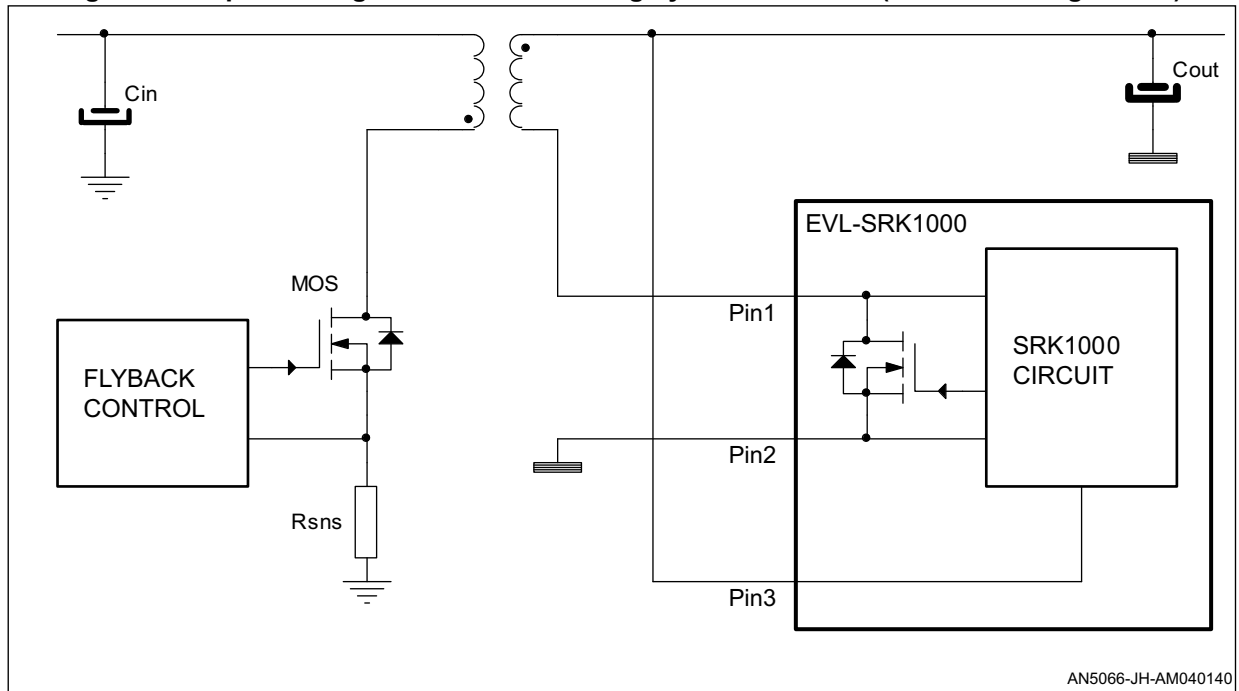 Cin
Cout
EVL-SRK1000
MOS
Pin1
SRK1000
CIRCUIT
FLYBACK
CONTROL
Pin2
Rsns
Pin3
AN5066-JH-AM040140